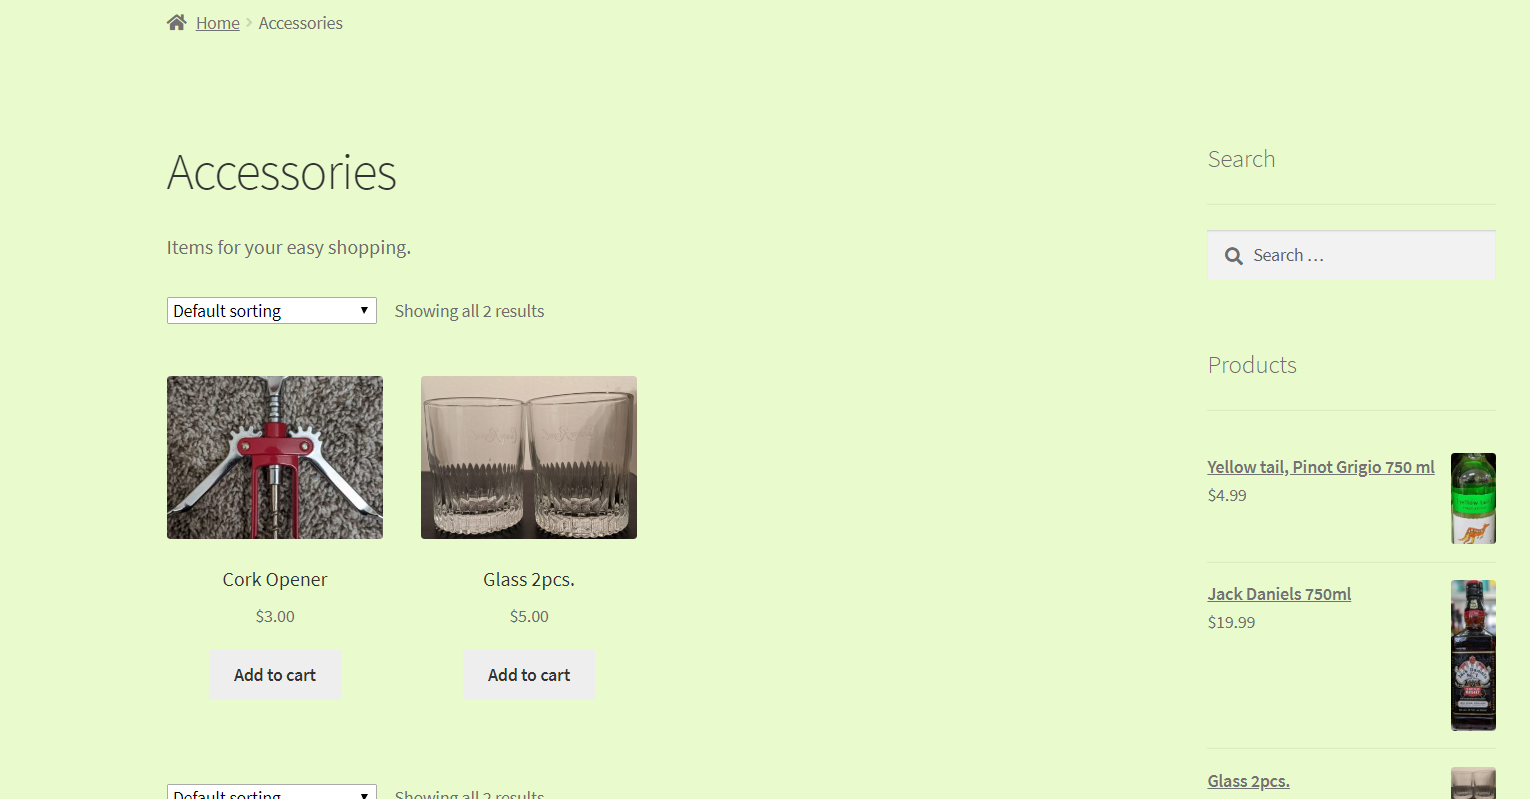 Home > Accessories
Accessories
Items for your easy shopping.
Default sorting
Showing all 2 results
Cork Opener
$3.00
Add to cart
Glass 2pcs.
$5.00
Add to cart
Default sorting
Showing all 2 results
Search
Search …
Products
Yellow tail, Pinot Grigio 750 ml
$4.99
Jack Daniels 750ml
$19.99
Glass 2pcs.